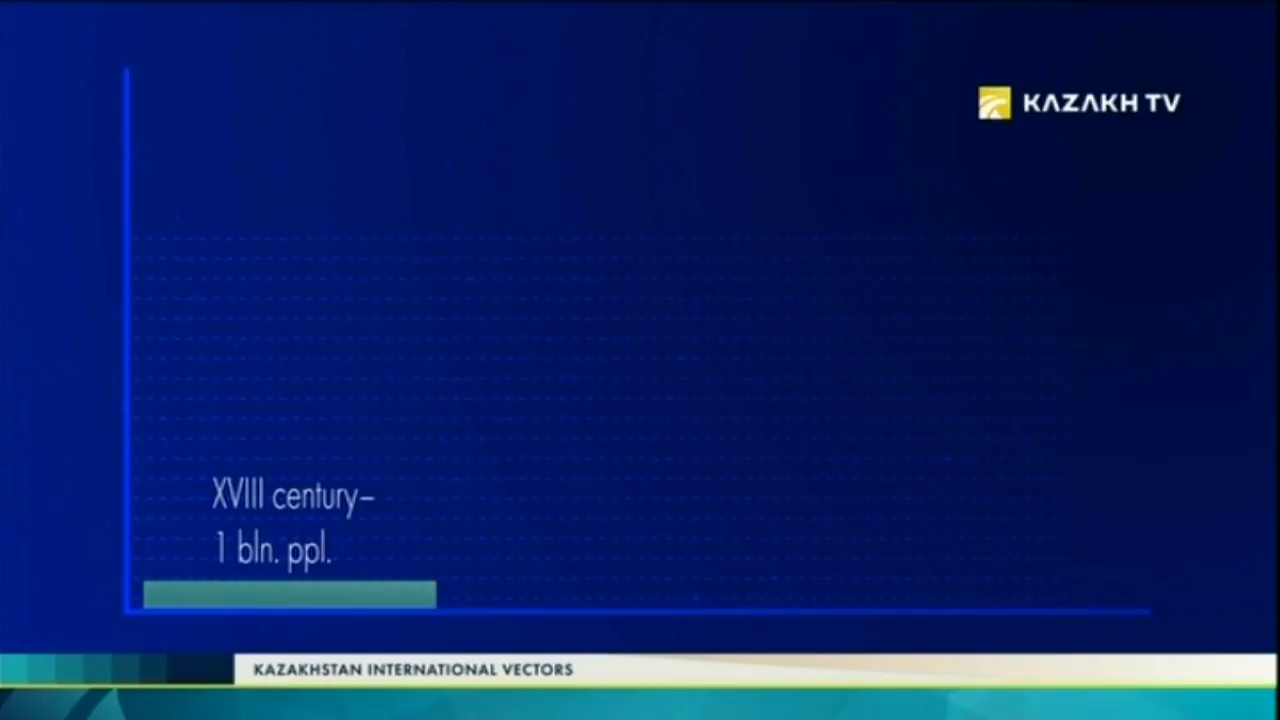 KAZAKH TV
XVIII century–
1 bln. ppl.
KAZAKHSTAN INTERNATIONAL VECTORS